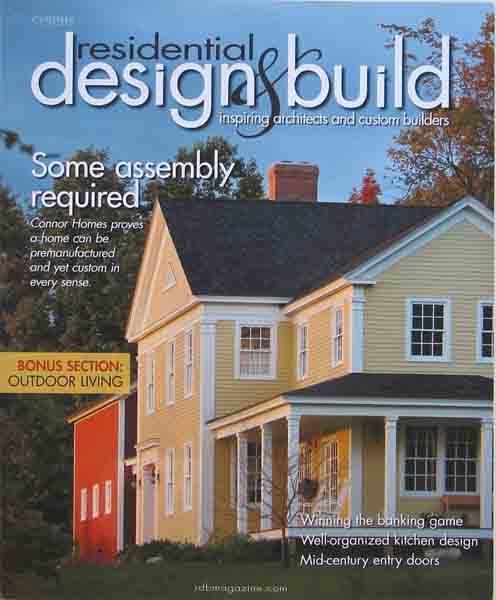 residential
design & build
inspiring architects and custom builders
Some assembly
required
Connor Homes proves
a home can be
premanufactured
and yet custom in
every sense.
BONUS SECTION:
OUTDOOR LIVING
Winning the banking game
Well-organized kitchen design
Mid-century entry doors
rdbmagazine.com